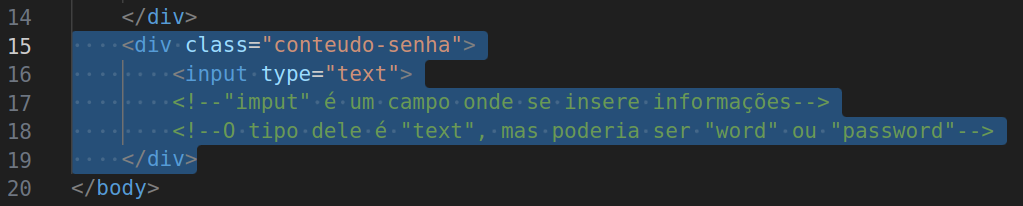 14 </div>
15 <div class="conteudo-senha">
16 <input type="text">
17 <!--"imput" é um campo onde se insere informações-->
18 <!--O tipo dele é "text", mas poderia ser "word" ou "password"-->
19 </div>
20 </body>